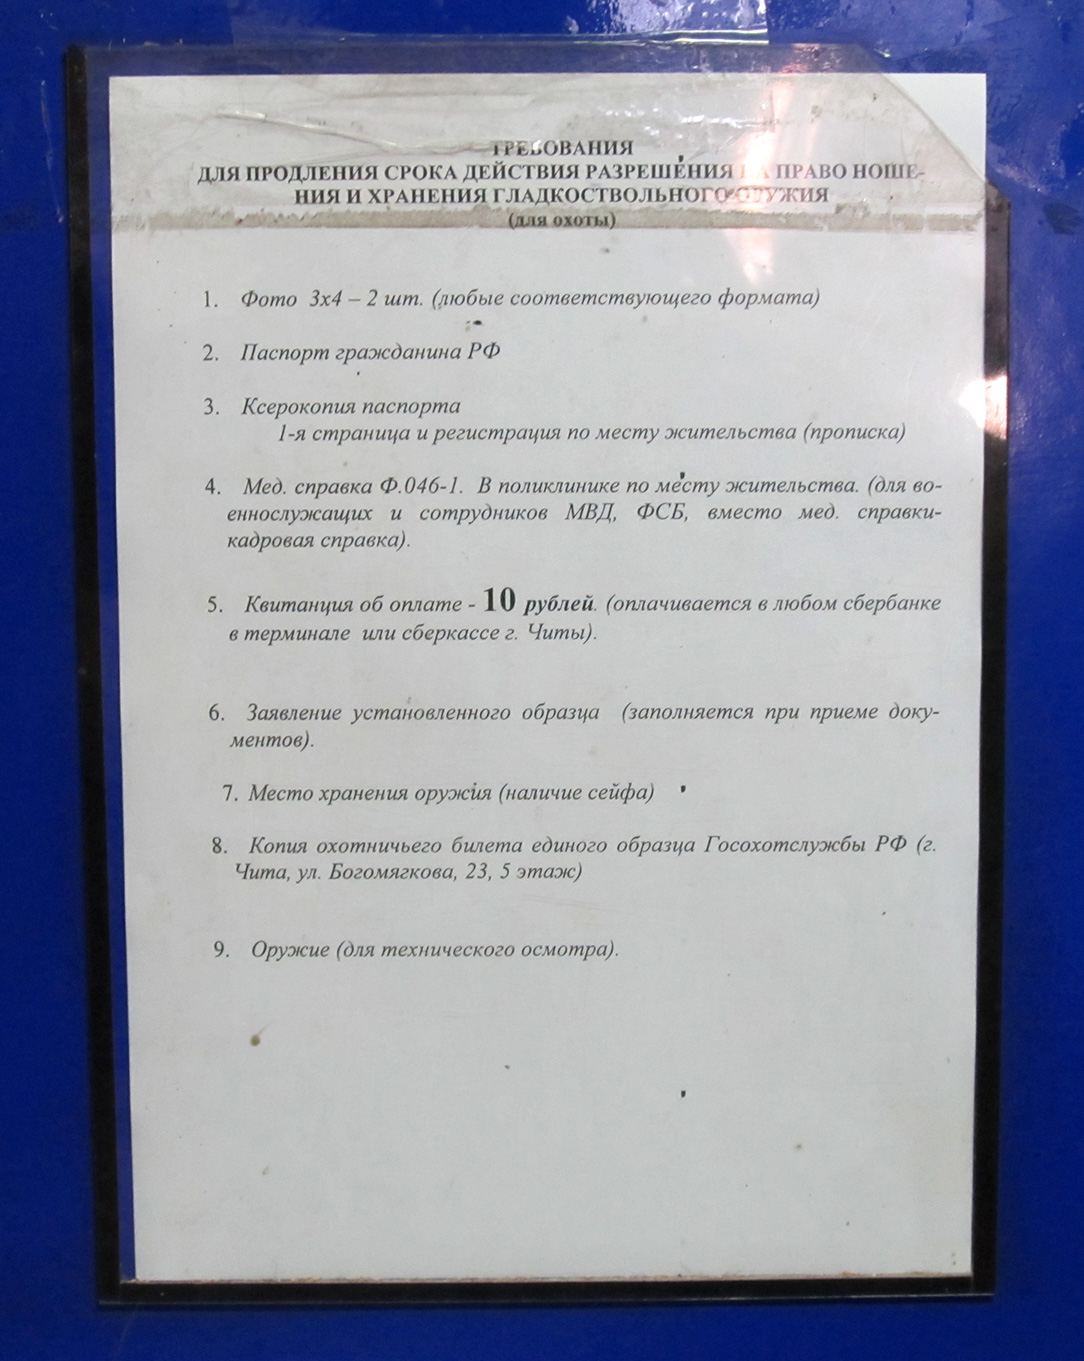 ТРЕБОВАНИЯ
ДЛЯ ПРОДЛЕНИЯ СРОКА ДЕЙСТВИЯ РАЗРЕШЕНИЯ НА ПРАВО НОШЕ-
НИЯ И ХРАНЕНИЯ ГЛАДКОСТВОЛЬНОГО ОРУЖИЯ
(для охоты)
1. Фото 3х4 – 2 шт. (любые соответствующего формата)
2. Паспорт гражданина РФ
3. Ксерокопия паспорта
1-я страница и регистрация по месту жительства (прописка)
4. Мед. справка Ф.046-1. В поликлинике по месту жительства. (для во-
еннослужащих и сотрудников МВД, ФСБ, вместо мед. справки-
кадровая справка).
5. Квитанция об оплате - 10 рублей. (оплачивается в любом сбербанке
в терминале или сберкассе г. Читы).
6. Заявление установленного образца (заполняется при приеме доку-
ментов).
7. Место хранения оружия (наличие сейфа)
8. Копия охотничьего билета единого образца Госохотслужбы РФ (г.
Чита, ул. Богомягкова, 23, 5 этаж)
9. Оружие (для технического осмотра).